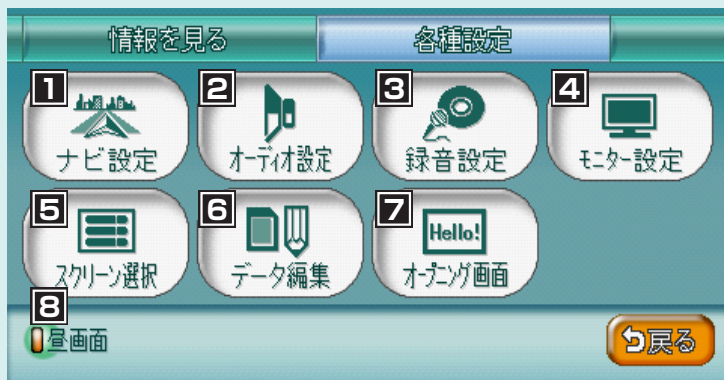 情報を見る 各種設定
1 2 3 4
ナビ設定 オーディオ設定 録音設定 モニター設定
5 6 7
Hello!
スクリーン選択 データ編集 オープニング画面
8
昼画面 戻る